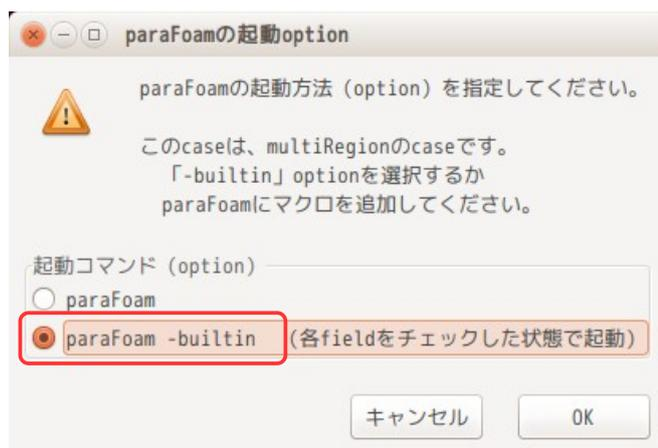 paraFoamの起動option
paraFoamの起動方法（option）を指定してください。
このcaseは、multiRegionのcaseです。
「-builtin」optionを選択するか
paraFoamにマクロを追加してください。
起動コマンド（option）
paraFoam
paraFoam -builtin （各fieldをチェックした状態で起動）
キャンセル
OK